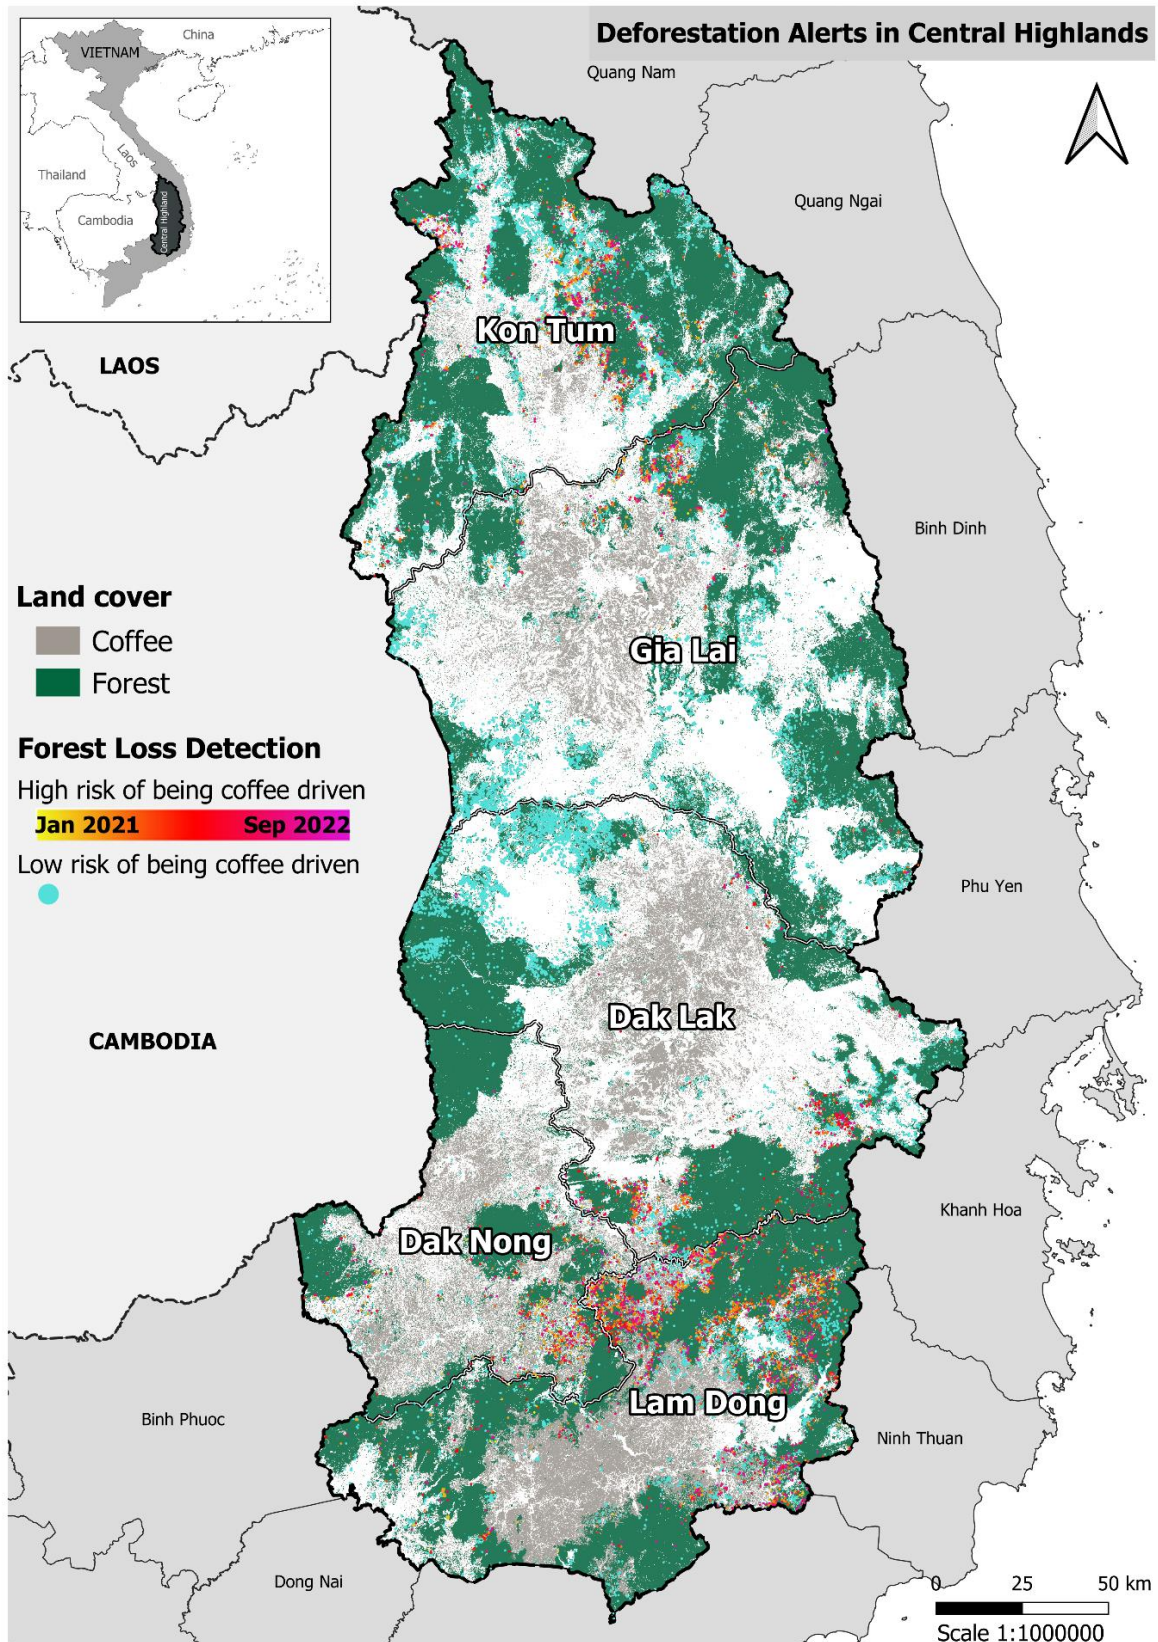 Deforestation Alerts in Central Highlands
China
VIETNAM
Laos
Thailand
Cambodia
Central Highland
Quang Nam
Quang Ngai
Kon Tum
LAOS
Binh Dinh
Land cover
Coffee
Forest
Gia Lai
Forest Loss Detection
High risk of being coffee driven
Jan 2021 Sep 2022
Low risk of being coffee driven
Phu Yen
Dak Lak
CAMBODIA
Khanh Hoa
Dak Nong
Lam Dong
Binh Phuoc
Ninh Thuan
Dong Nai
0 25 50 km
Scale 1:1000000